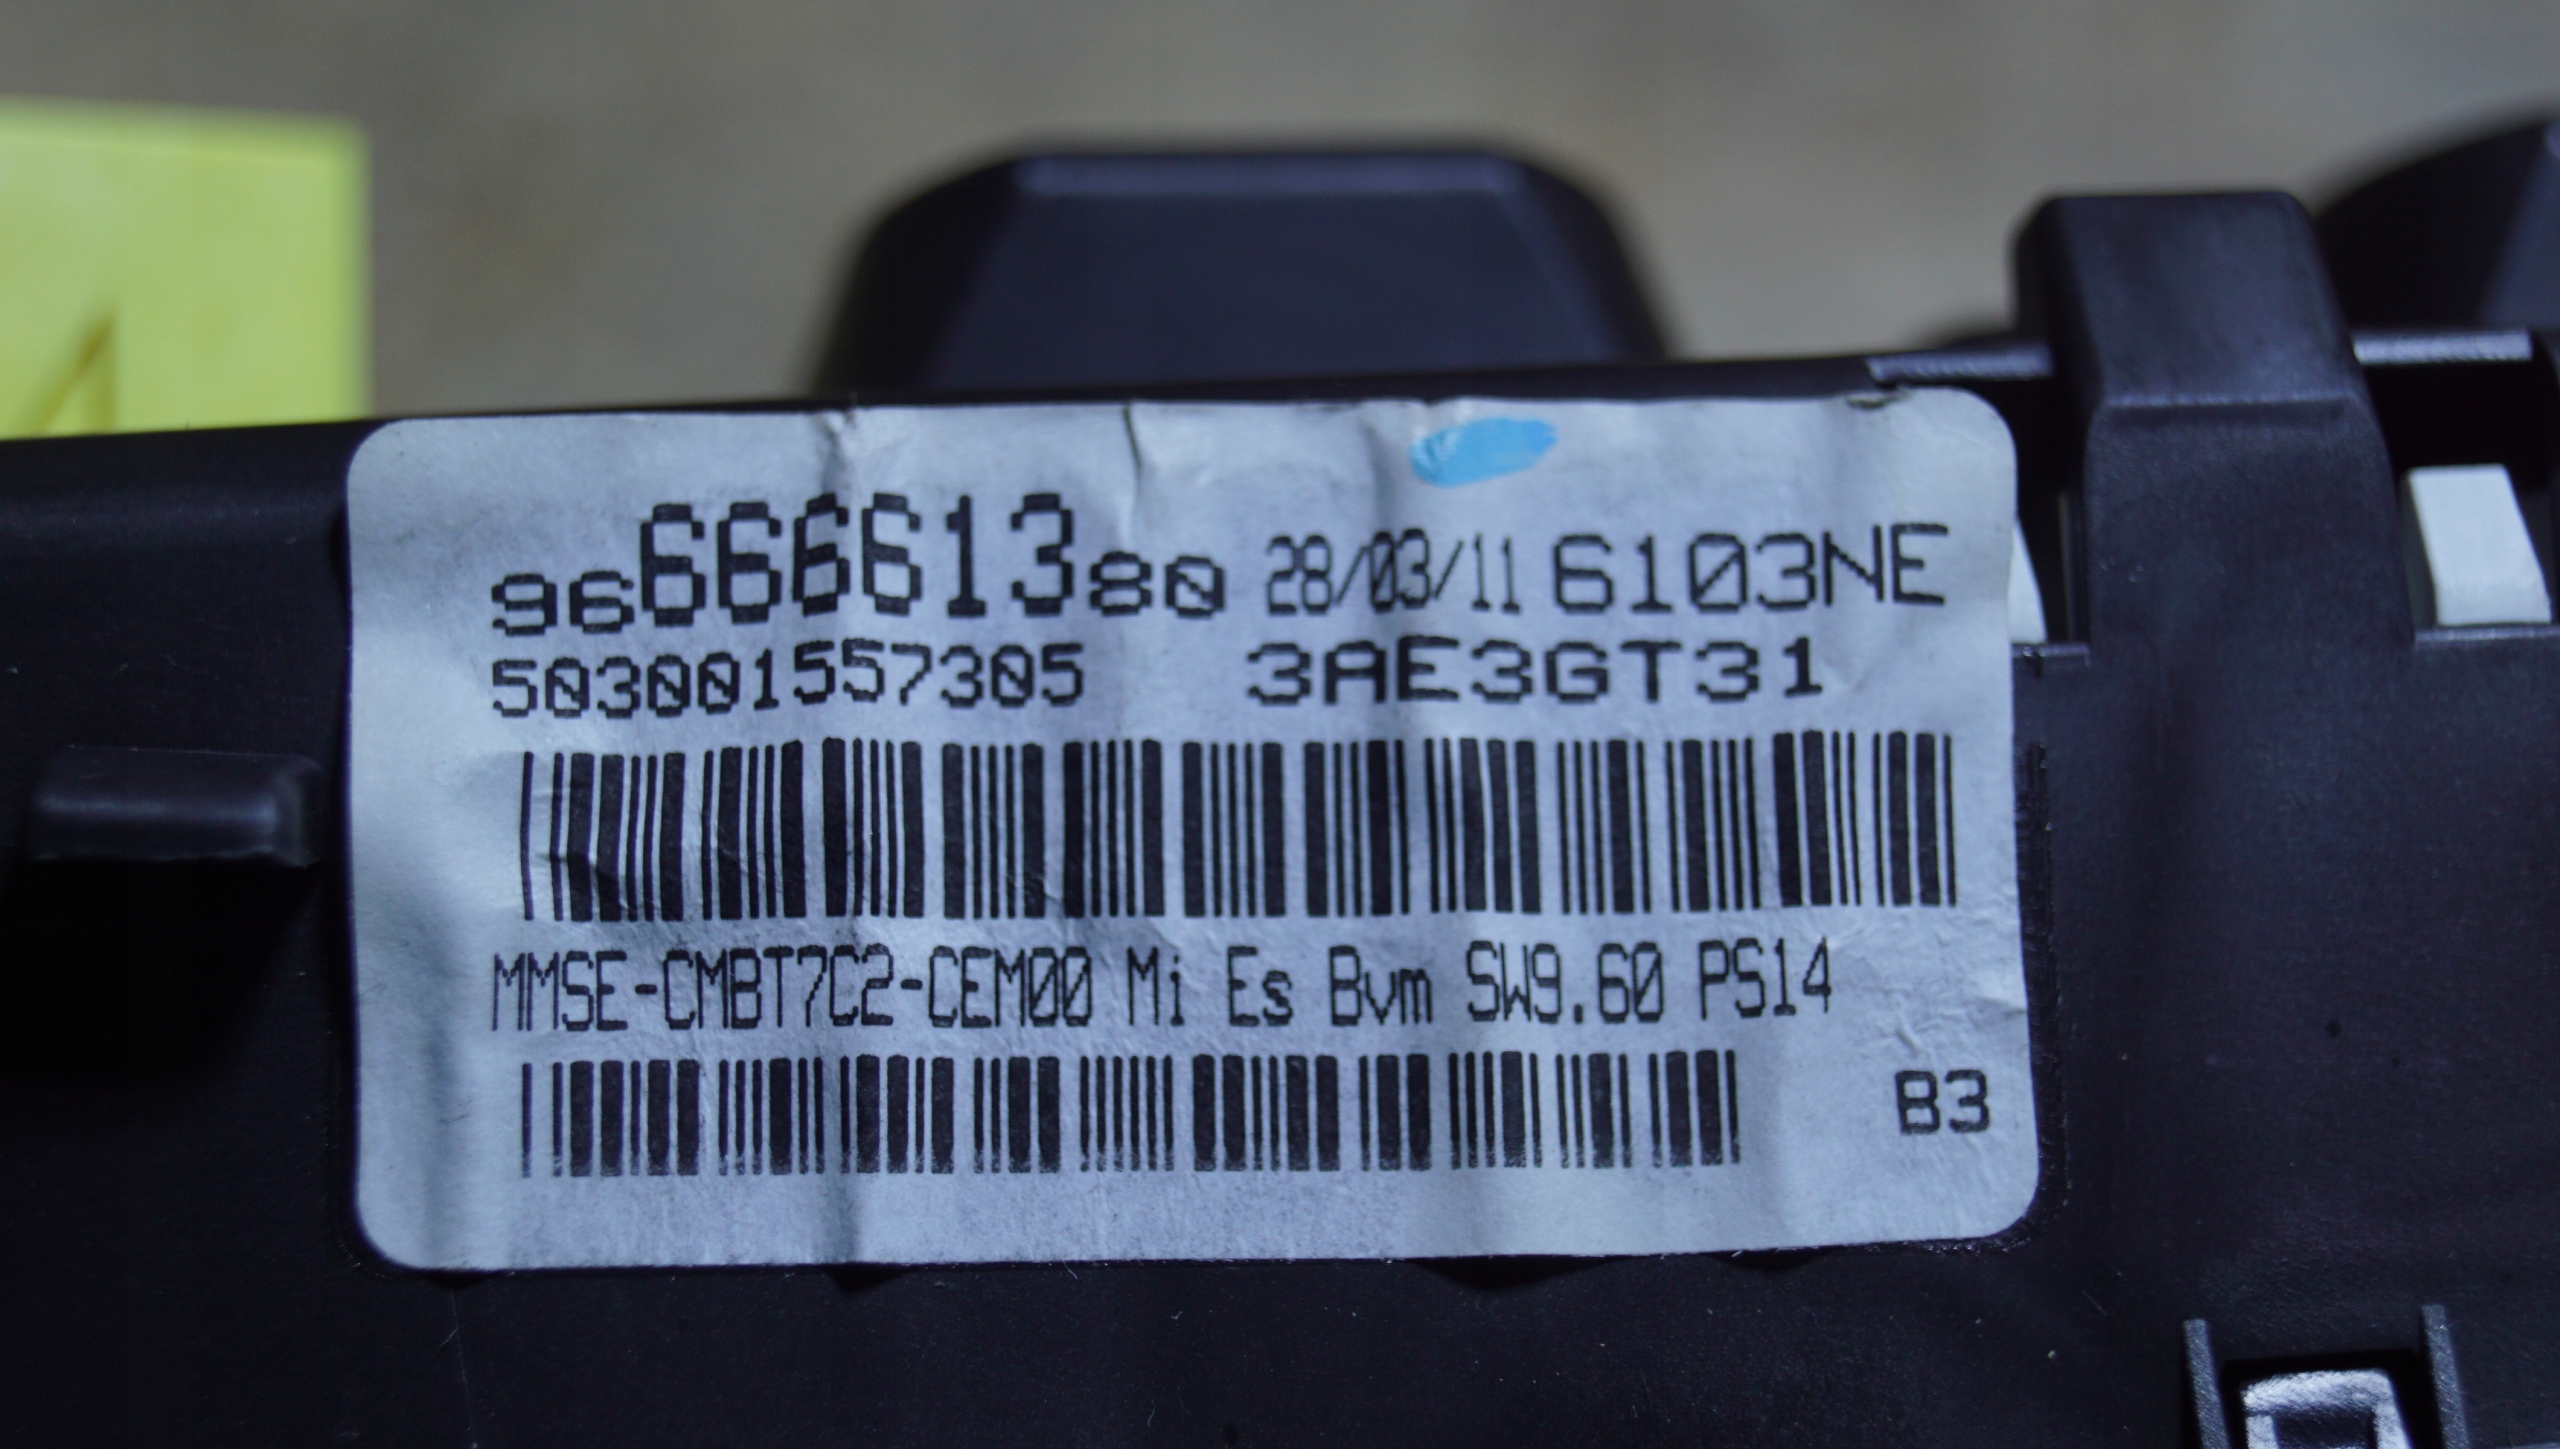 9666661380 28/03/11 6103NE
503001557305 3AE3GT31
MMSE-CMBT7C2-CEM00 Mi Es Bvm SW9.60 PS14
B3